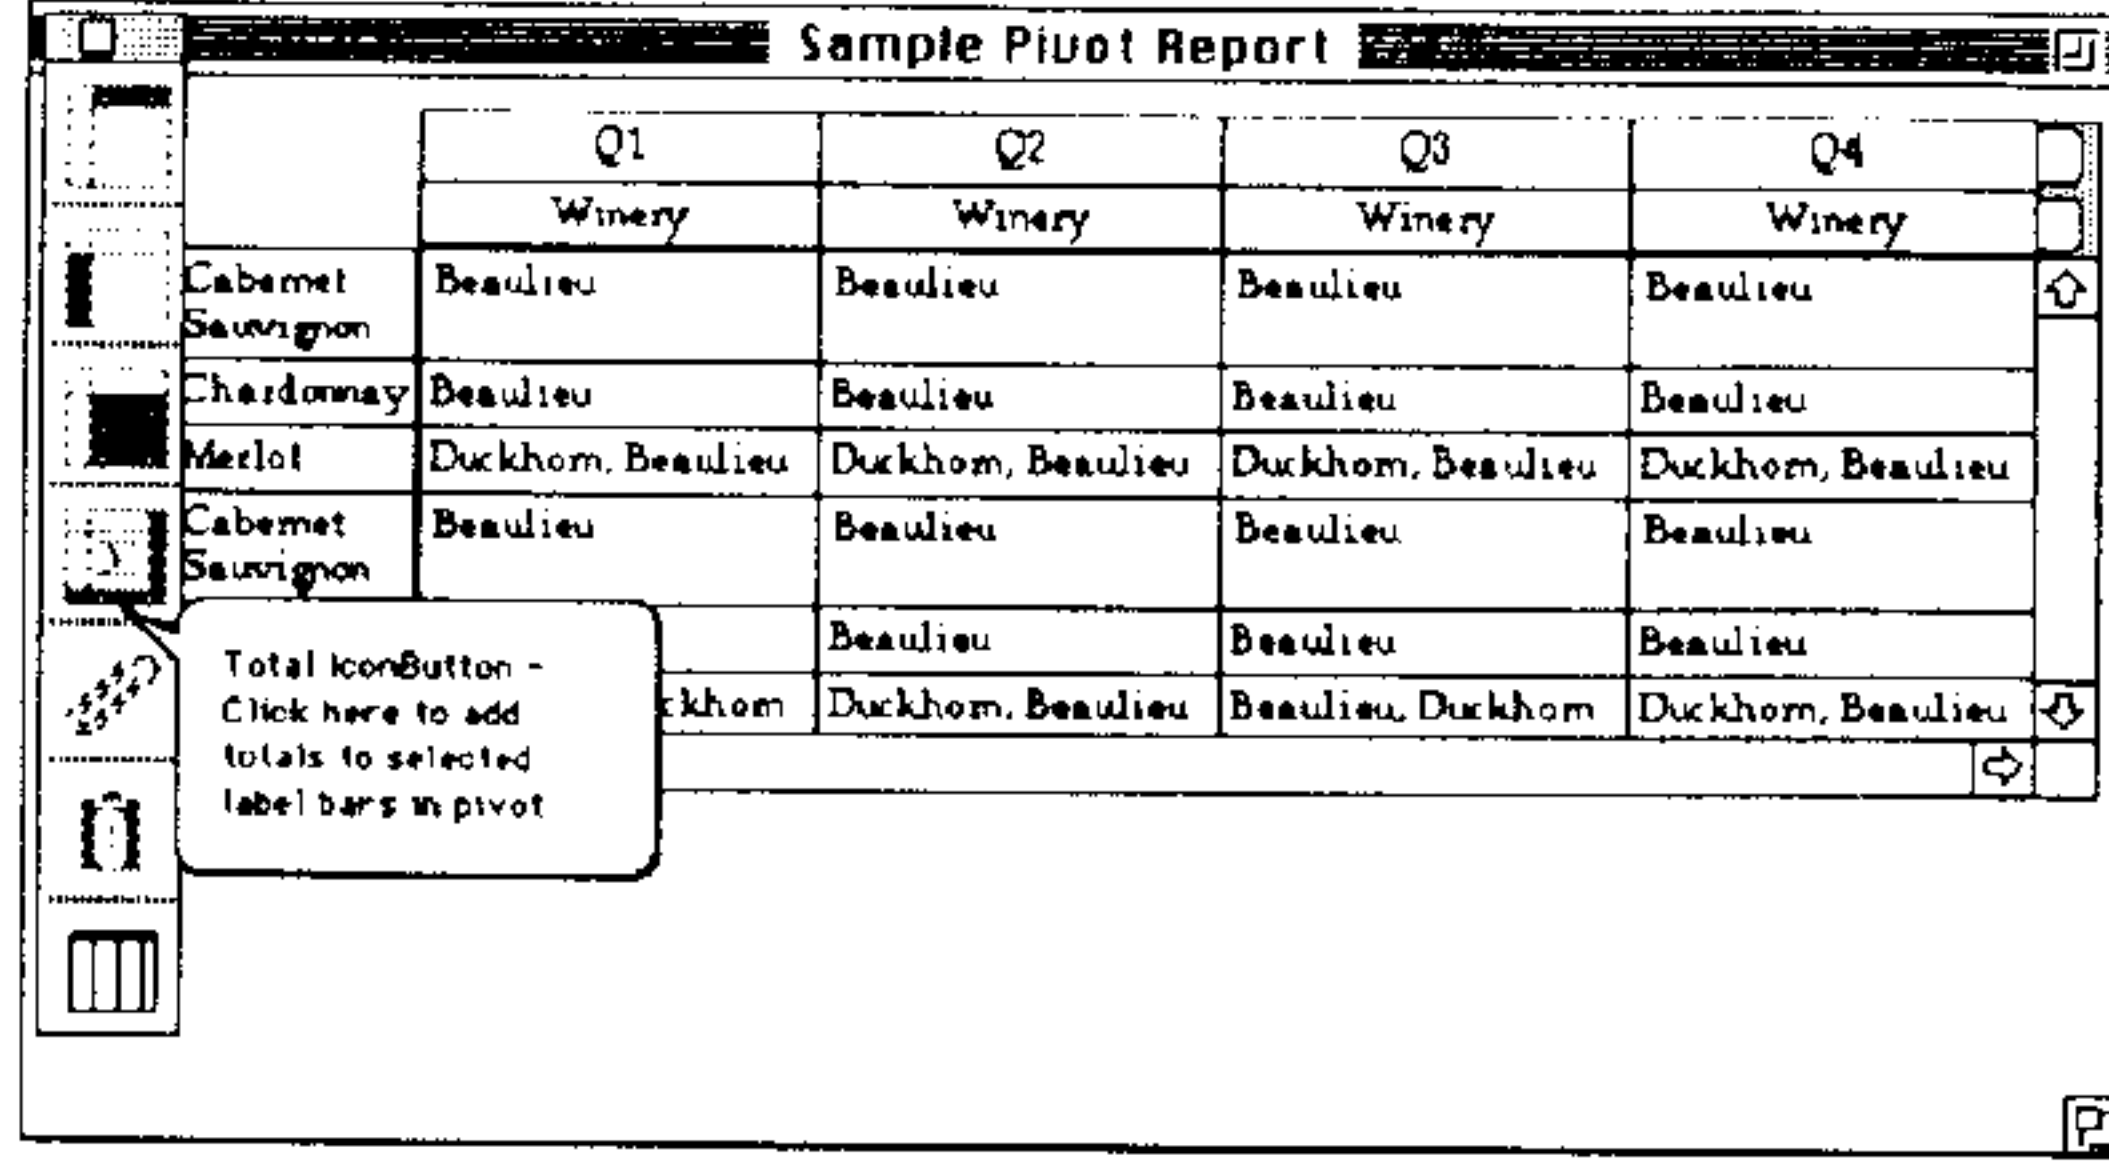 Sample Pivot Report
Q1 Q2 Q3 Q4
Winery Winery Winery Winery
Cabernet Beaulieu Beaulieu Beaulieu Beaulieu
Sauvignon
Chardonnay Beaulieu Beaulieu Beaulieu Beaulieu
Merlot Duckhorn, Beaulieu Duckhorn, Beaulieu Duckhorn, Beaulieu Duckhorn, Beaulieu
Cabernet Beaulieu Beaulieu Beaulieu Beaulieu
Sauvignon
Beaulieu Beaulieu Beaulieu
ckhorn Duckhorn, Beaulieu Beaulieu, Duckhorn Duckhorn, Beaulieu
Total IconButton -
Click here to add
totals to selected
label bars in pivot